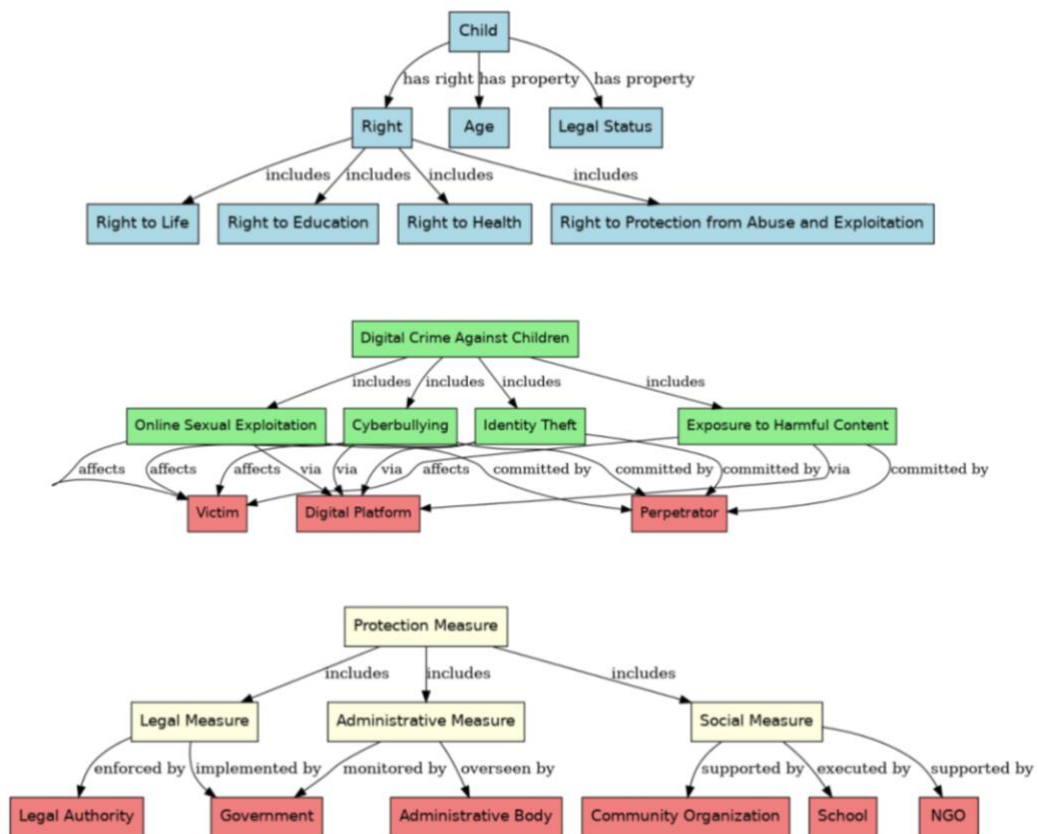 Child
has right has property has property
Right Age Legal Status
includes includes includes includes
Right to Life Right to Education Right to Health Right to Protection from Abuse and Exploitation
Digital Crime Against Children
includes includes includes includes
Online Sexual Exploitation Cyberbullying Identity Theft Exposure to Harmful Content
affects affects affects via via via affects committed by committed by committed by via committed by
Victim Digital Platform Perpetrator
Protection Measure
includes includes includes
Legal Measure Administrative Measure Social Measure
enforced by implemented by monitored by overseen by supported by executed by supported by
Legal Authority Government Administrative Body Community Organization School NGO